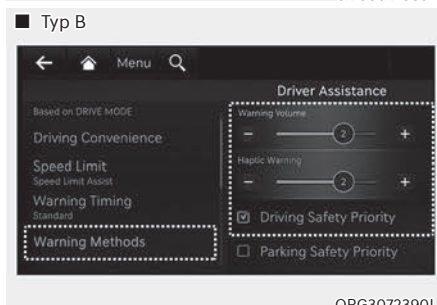 ■ Typ B
Menu
Driver Assistance
Based on DRIVE MODE
Driving Convenience
Speed Limit
Speed Limit Assist
Warning Timing
Standard
Warning Methods
Warning Volume
- 2 +
Haptic Warning
- 2 +
Driving Safety Priority
Parking Safety Priority